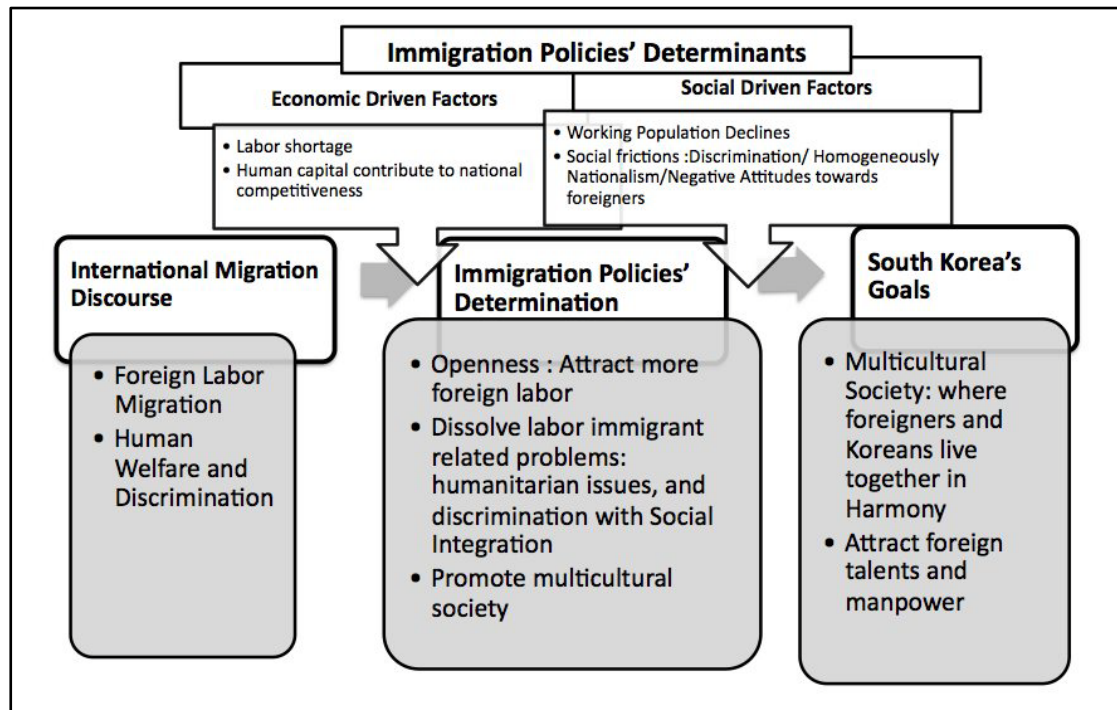 Immigration Policies’ Determinants
Economic Driven Factors
• Labor shortage
• Human capital contribute to national
competitiveness
Social Driven Factors
• Working Population Declines
• Social frictions :Discrimination/ Homogeneously
Nationalism/Negative Attitudes towards
foreigners
International Migration
Discourse
• Foreign Labor
Migration
• Human
Welfare and
Discrimination
Immigration Policies’
Determination
• Openness : Attract more
foreign labor
• Dissolve labor immigrant
related problems:
humanitarian issues, and
discrimination with Social
Integration
• Promote multicultural
society
South Korea’s
Goals
• Multicultural
Society: where
foreigners and
Koreans live
together in
Harmony
• Attract foreign
talents and
manpower